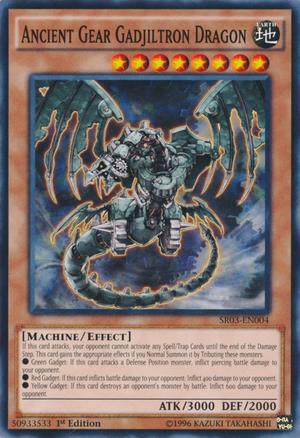 ANCIENT GEAR GADJILTRON DRAGON
EARTH
地
SR03-EN004
[MACHINE/EFFECT]
If this card attacks, your opponent cannot activate any Spell/Trap Cards until the end of the Damage
Step. This card gains the appropriate effects if you Normal Summon it by Tributing these monsters.
● Green Gadget: If this card attacks a Defense Position monster, inflict piercing battle damage to
your opponent.
● Red Gadget: If this card inflicts battle damage to your opponent: Inflict 400 damage to your opponent.
● Yellow Gadget: If this card destroys an opponent's monster by battle: Inflict 600 damage to your
opponent.
ATK/3000 DEF/2000
50933533 1st Edition ©1996 KAZUKI TAKAHASHI